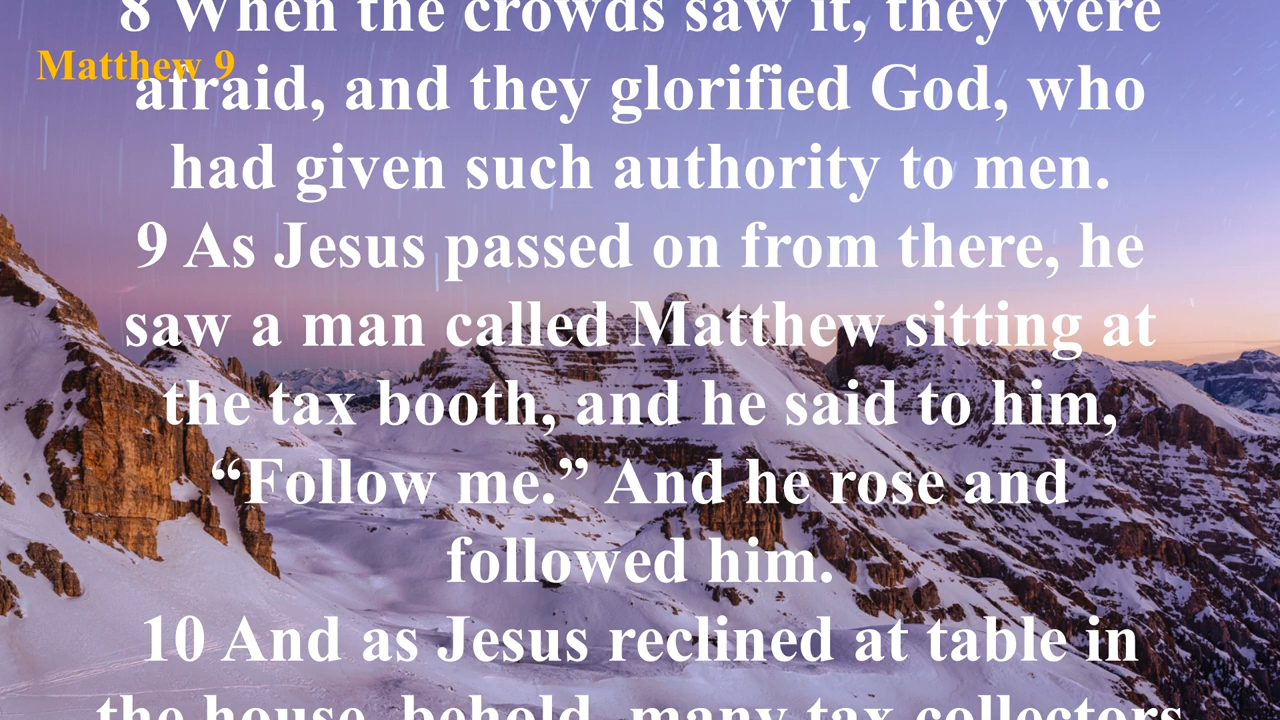 8 When the crowds saw it, they were
Matthew 9
afraid, and they glorified God, who
had given such authority to men.
9 As Jesus passed on from there, he
saw a man called Matthew sitting at
the tax booth, and he said to him,
“Follow me.” And he rose and
followed him.
10 And as Jesus reclined at table in
the house, behold, many tax collectors